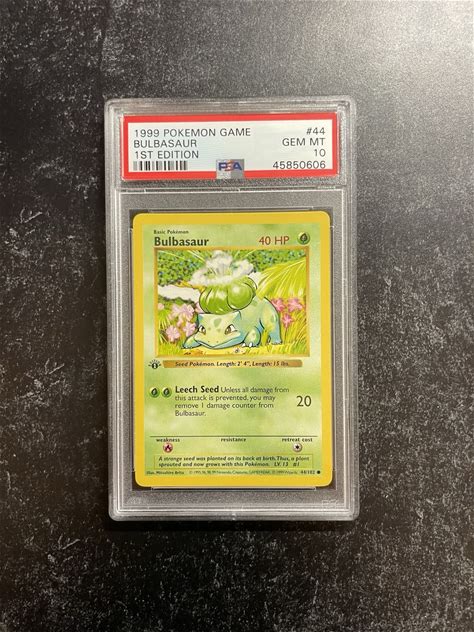 1999 POKEMON GAME #44
BULBASAUR GEM MT
1ST EDITION 10
PSA 45850606
Basic Pokémon
Bulbasaur 40 HP
Seed Pokémon. Length: 2' 4", Weight: 15 lbs.
Leech Seed Unless all damage from
this attack is prevented, you may
remove 1 damage counter from
Bulbasaur.
20
weakness resistance retreat cost
A strange seed was planted on its back at birth. Thus, a plant
sprouted and now grows with this Pokémon. LV. 13 #1
Illus. Mitsuhiro Arita
44/102